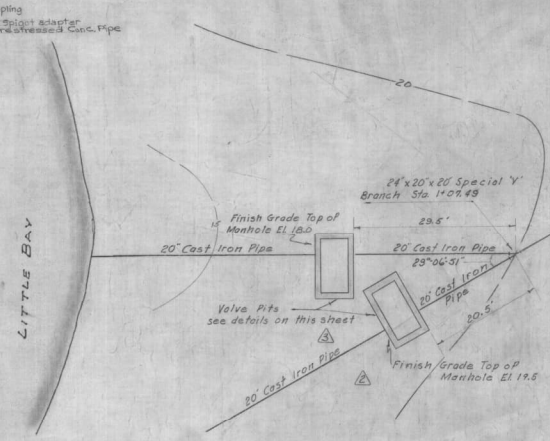 pling
Spigot adapter
restressed Conc. Pipe
20
24" x 20" x 20" Special "Y"
Branch Sta. 1+07.49
29.5'
15
Finish Grade Top of
Manhole El. 18.0
20" Cast Iron Pipe
20" Cast Iron Pipe
29°-06'-51"
20" Cast Iron
Pipe
LITTLE BAY
Valve Pits
see details on this sheet
20.5'
3
Finish Grade Top of
Manhole El. 19.5
20" Cast Iron Pipe
2